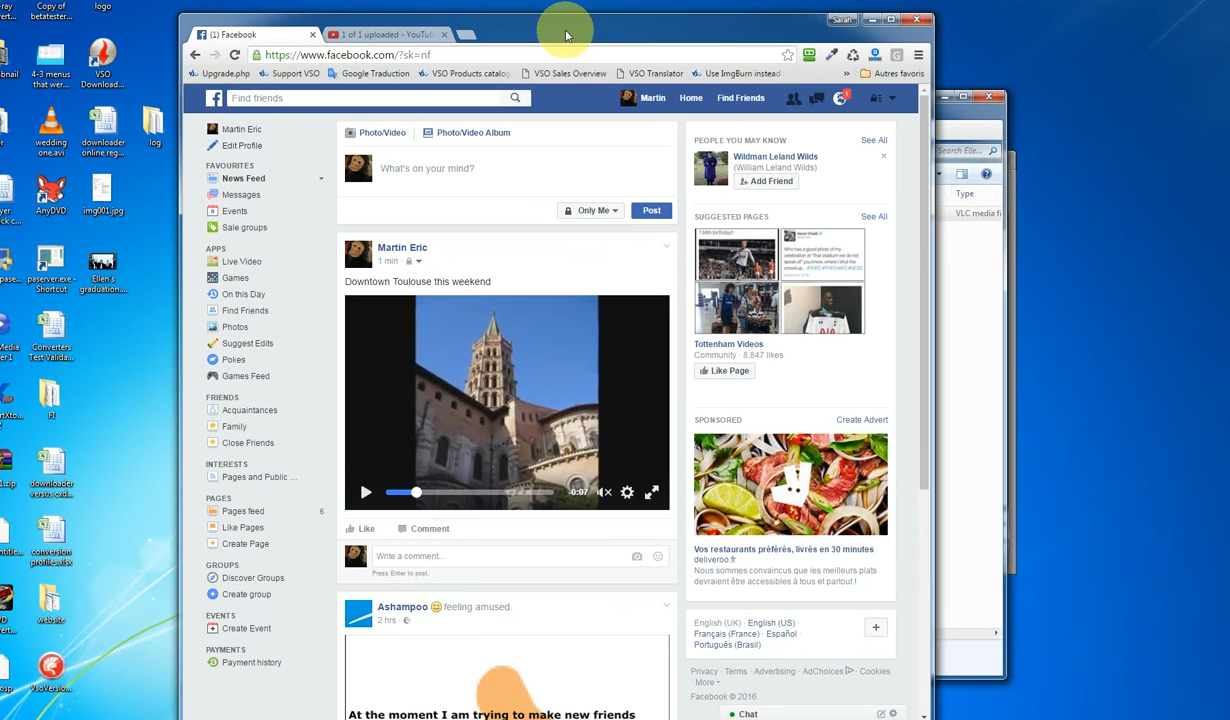 Copy of
betatester...
logo
4-3 menus
that wer...
VSO
Download...
wedding
one.avi
downloader
online reg...
log
AnyDVD
img001.jpg
paserver.exe -
Shortcut
Ellen's
graduation....
Converters
Test Valida...
FI
downloader
versus cxd...
conversion
profiles.xlsx
website
VsoVersio...
Sarah
(1) Facebook
1 of 1 uploaded - YouTub
https://www.facebook.com/?sk=nf
Upgrade.php
Support VSO
Google Traduction
VSO Products catalog
VSO Sales Overview
VSO Translator
Use ImgBurn instead
»
Autres favoris
Find friends
Martin
Home
Find Friends
1
Martin Eric
Edit Profile
FAVOURITES
News Feed
Messages
Events
Sale groups
APPS
Live Video
Games
On this Day
Find Friends
Photos
Suggest Edits
Pokes
Games Feed
FRIENDS
Acquaintances
Family
Close Friends
INTERESTS
Pages and Public ...
PAGES
Pages feed 6
Like Pages
Create Page
GROUPS
Discover Groups
Create group
EVENTS
Create Event
PAYMENTS
Payment history
Photo/Video
Photo/Video Album
What's on your mind?
Only Me
Post
Martin Eric
1 min ·
Downtown Toulouse this weekend
-0:07
Like
Comment
Write a comment...
Press Enter to post.
Ashampoo feeling amused.
2 hrs ·
At the moment I am trying to make new friends
PEOPLE YOU MAY KNOW See All
Wildman Leland Wilds
(William Leland Wilds)
Add Friend
SUGGESTED PAGES See All
Tottenham Videos
Community · 8,847 likes
Like Page
SPONSORED Create Advert
Vos restaurants préférés, livrés en 30 minutes
deliveroo.fr
Nous sommes convaincus que les meilleurs plats
devraient être accessibles à tous et partout !
English (UK) · English (US) ·
Français (France) · Español ·
Português (Brasil)
Privacy · Terms · Advertising · AdChoices · Cookies
· More
Facebook © 2016
Chat
Search Elle...
Type
VLC media fi